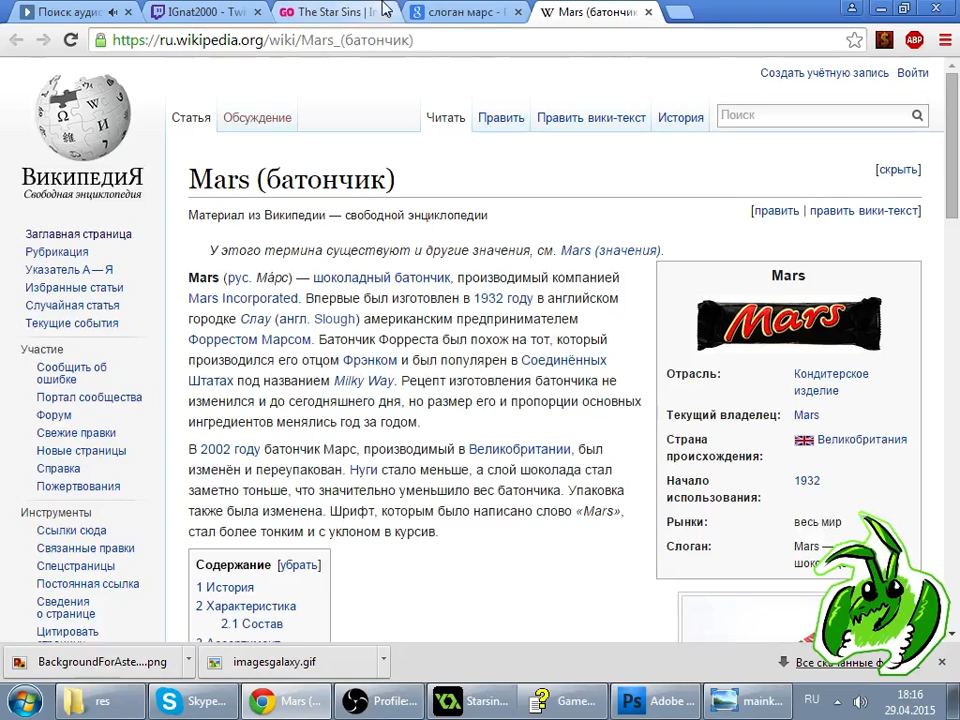 Поиск аудио
IGnat2000 - Twi
The Star Sins | In
слоган марс - 
Mars (батончик
https://ru.wikipedia.org/wiki/Mars_(батончик)
ABP
Создать учётную запись Войти
Статья Обсуждение Читать Править Править вики-текст История Поиск
ВикипедиЯ
Свободная энциклопедия
Mars (батончик)
[скрыть]
Материал из Википедии — свободной энциклопедии
[править | править вики-текст]
У этого термина существуют и другие значения, см. Mars (значения).
Mars (рус. Ма́рс) — шоколадный батончик, производимый компанией
Mars Incorporated. Впервые был изготовлен в 1932 году в английском
городке Слау (англ. Slough) американским предпринимателем
Форрестом Марсом. Батончик Форреста был похож на тот, который
производился его отцом Фрэнком и был популярен в Соединённых
Штатах под названием Milky Way. Рецепт изготовления батончика не
изменился и до сегодняшнего дня, но размер его и пропорции основных
ингредиентов менялись год за годом.
В 2002 году батончик Марс, производимый в Великобритании, был
изменён и переупакован. Нуги стало меньше, а слой шоколада стал
заметно тоньше, что значительно уменьшило вес батончика. Упаковка
также была изменена. Шрифт, которым было написано слово «Mars»,
стал более тонким и с уклоном в курсив.
Содержание [убрать]
1 История
2 Характеристика
2.1 Состав
3 Ассортимент
Mars
Mars
Отрасль: Кондитерское
изделие
Текущий владелец: Mars
Страна
происхождения: Великобритания
Начало
использования: 1932
Рынки: весь мир
Слоган: Mars —
Заглавная страница
Рубрикация
Указатель А — Я
Избранные статьи
Случайная статья
Текущие события
Участие
Сообщить об
ошибке
Портал сообщества
Форум
Свежие правки
Новые страницы
Справка
Пожертвования
Инструменты
Ссылки сюда
Связанные правки
Спецстраницы
Постоянная ссылка
Сведения
о странице
Цитировать
BackgroundForAste....png
imagesgalaxy.gif
Все скачанные ф
res
Skype...
Mars (...
Profile:...
Starsin...
Game...
Adobe ...
maink...
RU
18:16
29.04.2015